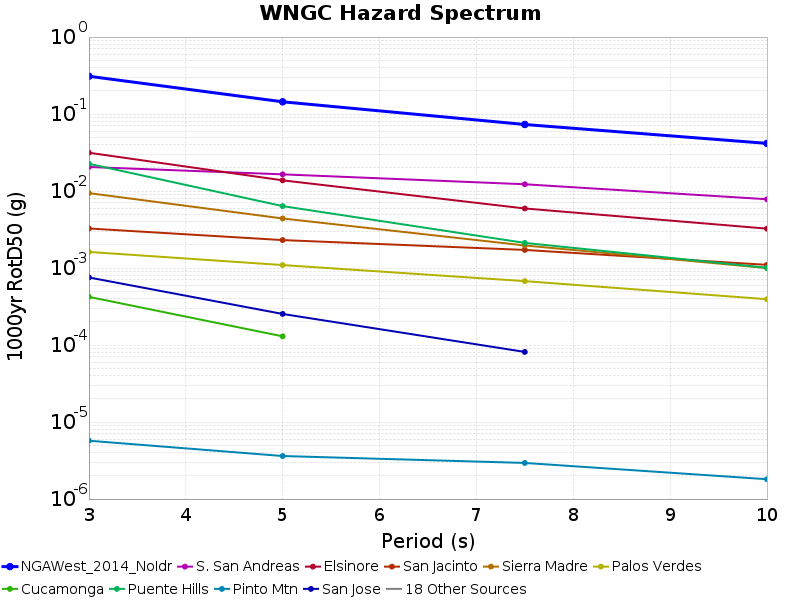 WNGC Hazard Spectrum
10^0
10^-1
10^-2
10^-3
10^-4
10^-5
10^-6
1000yr RotD50 (g)
3 4 5 6 7 8 9 10
Period (s)
NGAWest_2014_NoIdr S. San Andreas Elsinore San Jacinto Sierra Madre Palos Verdes
Cucamonga Puente Hills Pinto Mtn San Jose 18 Other Sources